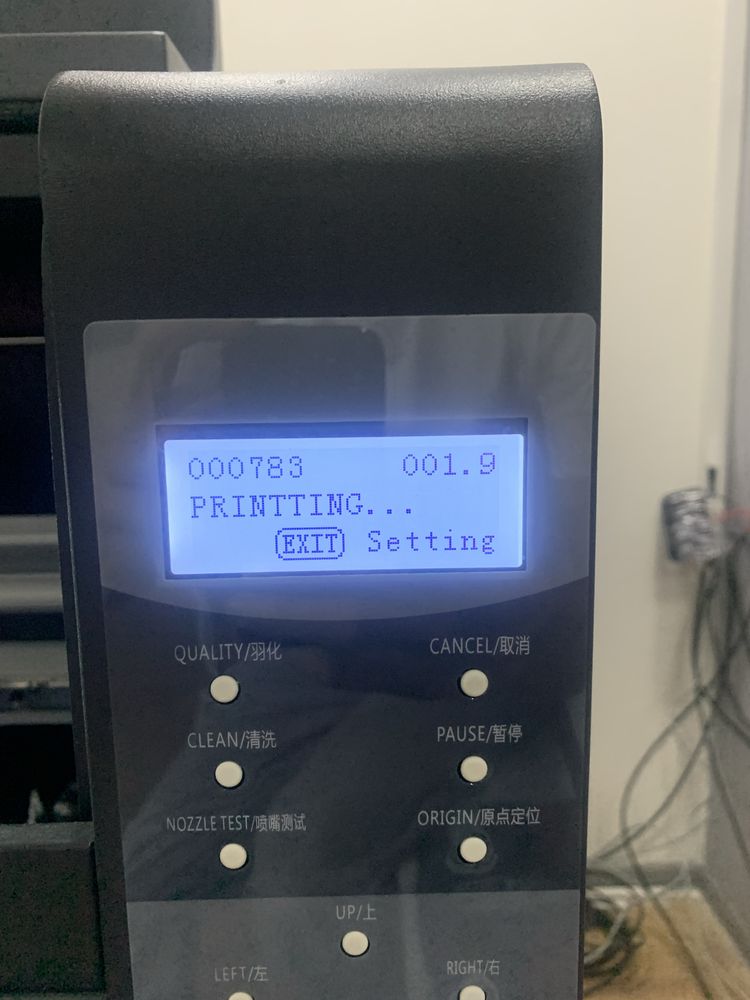 000783 001.9
PRINTTING...
EXIT Setting
QUALITY/羽化 CANCEL/取消
CLEAN/清洗 PAUSE/暂停
NOZZLE TEST/喷嘴测试 ORIGIN/原点定位
UP/上
LEFT/左 RIGHT/右